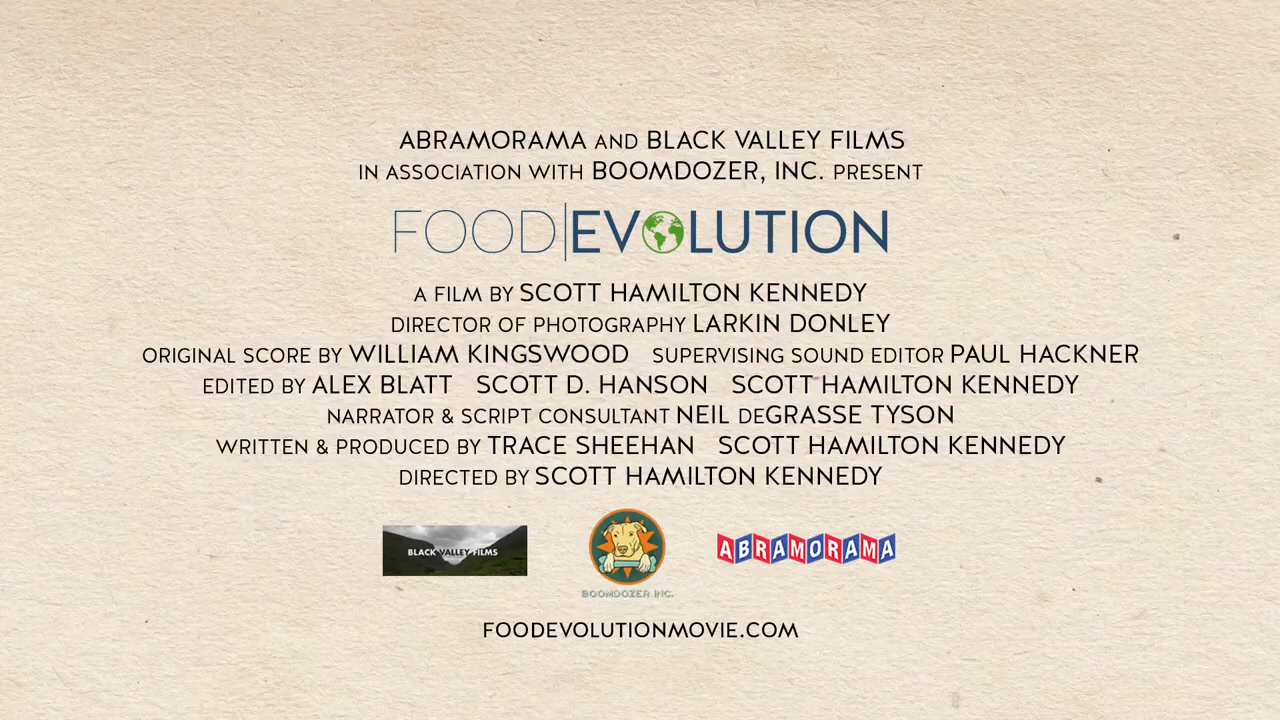 ABRAMORAMA AND BLACK VALLEY FILMS
IN ASSOCIATION WITH BOOMDOZER, INC. PRESENT
FOOD|EVOLUTION
A FILM BY SCOTT HAMILTON KENNEDY
DIRECTOR OF PHOTOGRAPHY LARKIN DONLEY
ORIGINAL SCORE BY WILLIAM KINGSWOOD SUPERVISING SOUND EDITOR PAUL HACKNER
EDITED BY ALEX BLATT SCOTT D. HANSON SCOTT HAMILTON KENNEDY
NARRATOR & SCRIPT CONSULTANT NEIL DEGRASSE TYSON
WRITTEN & PRODUCED BY TRACE SHEEHAN SCOTT HAMILTON KENNEDY
DIRECTED BY SCOTT HAMILTON KENNEDY
BLACK VALLEY FILMS
BOOMDOZER INC.
ABRAMORAMA
FOODEVOLUTIONMOVIE.COM